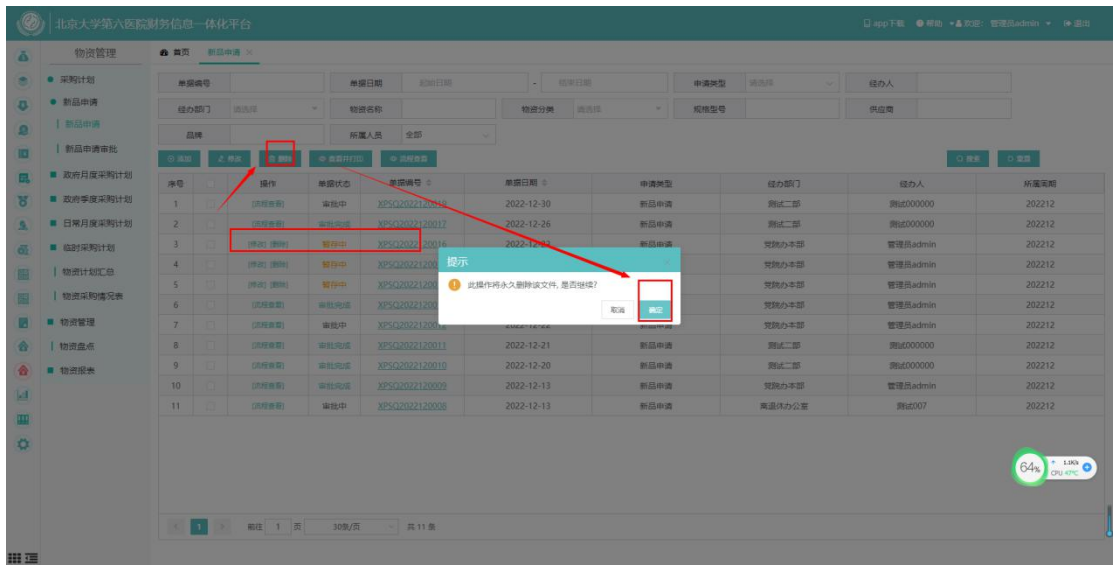 北京大学第六医院财务信息一体化平台
app下载 帮助 欢迎: 管理员admin 退出
物资管理 首页 新品申请 ×
采购计划
新品申请
新品申请
新品申请审批
政府月度采购计划
政府季度采购计划
日常月度采购计划
临时采购计划
物资计划汇总
物资采购情况表
物资管理
物资盘点
物资报表
单据编号 单据日期 起始日期 - 结束日期 申请类型 请选择 经办人
经办部门 请选择 物资名称 物资分类 请选择 规格型号 供应商
品牌 所属人员 全部
添加 修改 删除 查看并打印 流程查看 搜索 重置
序号 操作 单据状态 单据编号 单据日期 申请类型 经办部门 经办人 所属周期
1 [流程查看] 审批中 XPSQ2022120018 2022-12-30 新品申请 测试二部 测试000000 202212
2 [流程查看] 审批完成 XPSQ2022120017 2022-12-26 新品申请 测试二部 测试000000 202212
3 [修改] [删除] 暂存中 XPSQ2022120016 2022-12-23 新品申请 党院办本部 管理员admin 202212
4 [修改] [删除] 暂存中 新品申请 党院办本部 管理员admin 202212
5 [修改] [删除] 暂存中 党院办本部 管理员admin 202212
6 [流程查看] 审批完成 党院办本部 管理员admin 202212
7 [流程查看] 审批中 2022-12-22 新品申请 党院办本部 管理员admin 202212
8 [流程查看] 审批完成 XPSQ2022120011 2022-12-21 新品申请 测试二部 测试000000 202212
9 [流程查看] 审批完成 XPSQ2022120010 2022-12-20 新品申请 测试二部 测试000000 202212
10 [流程查看] 审批完成 XPSQ2022120009 2022-12-13 新品申请 党院办本部 管理员admin 202212
11 [流程查看] 审批中 XPSQ2022120008 2022-12-13 新品申请 离退休办公室 测试007 202212
提示
此操作将永久删除该文件, 是否继续?
取消 确定
64% 1.1K/s
CPU 47°C
1 前往 1 页 30条/页 共 11 条